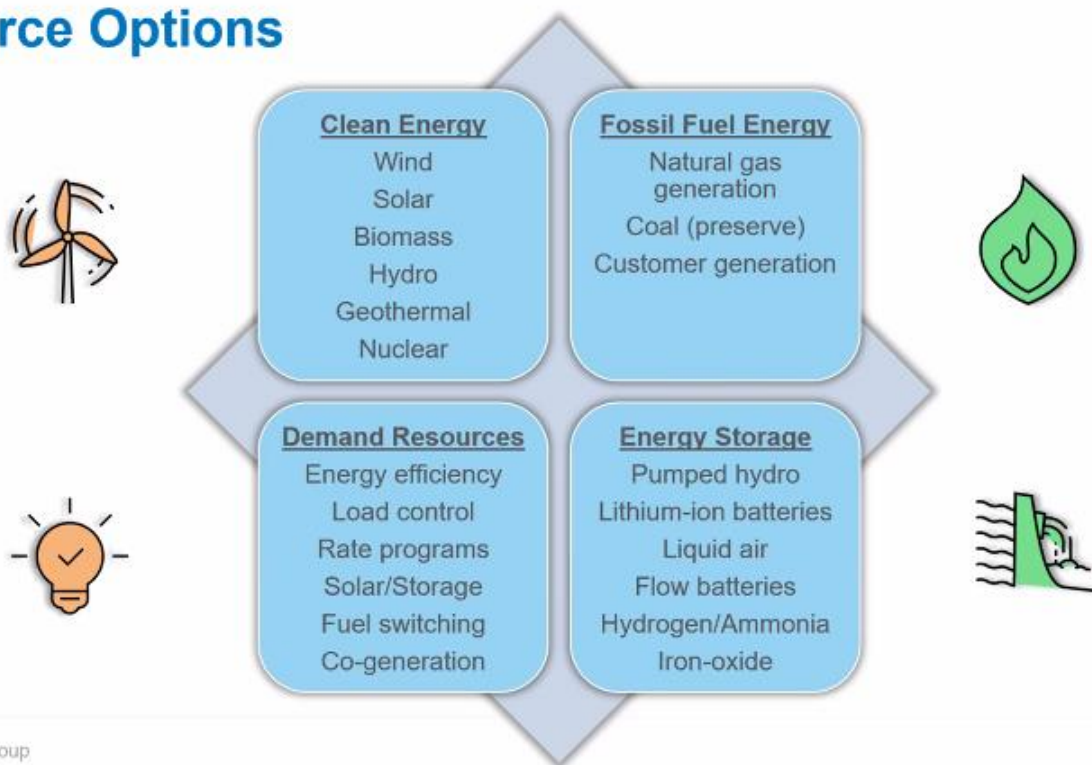 rce Options
Clean Energy
Wind
Solar
Biomass
Hydro
Geothermal
Nuclear
Fossil Fuel Energy
Natural gas
generation
Coal (preserve)
Customer generation
Demand Resources
Energy efficiency
Load control
Rate programs
Solar/Storage
Fuel switching
Co-generation
Energy Storage
Pumped hydro
Lithium-ion batteries
Liquid air
Flow batteries
Hydrogen/Ammonia
Iron-oxide
oup